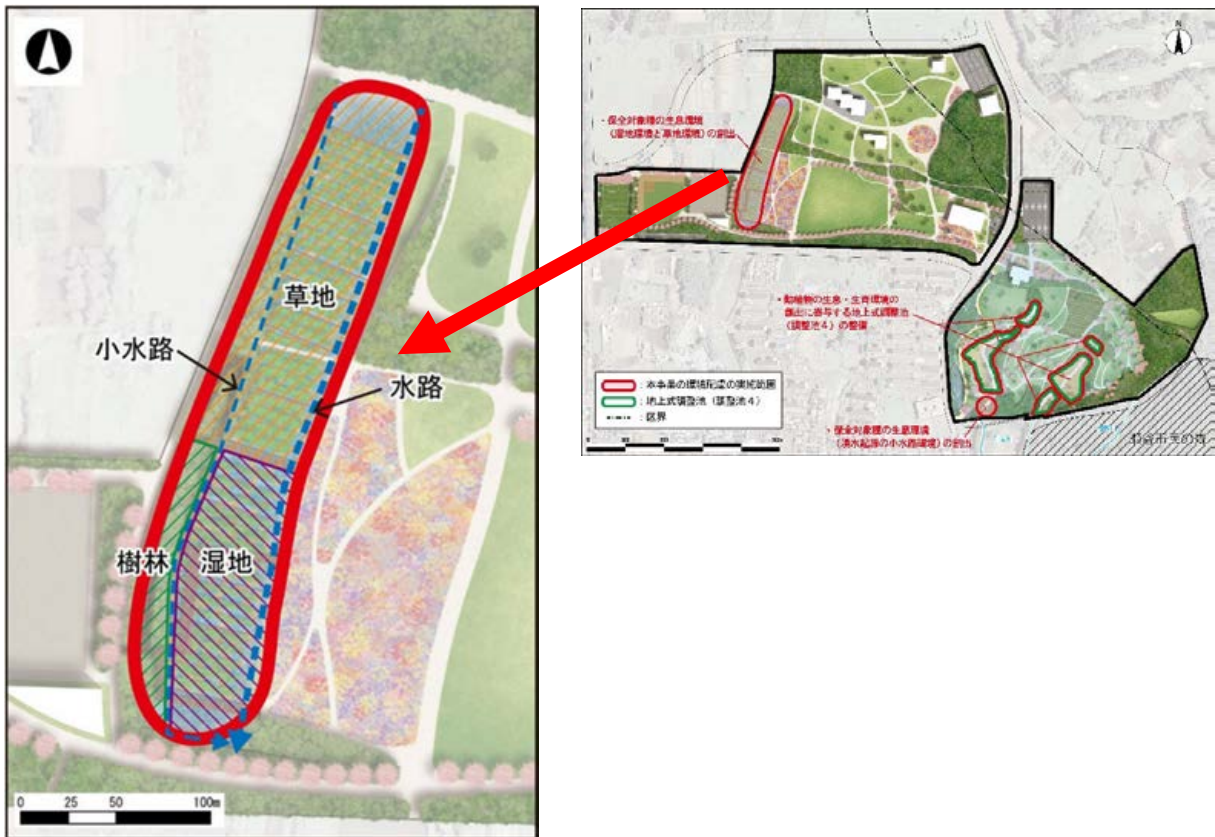 草地
小水路
水路
樹林
湿地
0 25 50 100m
N
・保全対象種の生息環境
(湿地環境と草地環境)の創出
・動植物の生息・生育環境の
創出に寄与する地上式調整池
(調整池4)の整備
:本事業の環境配慮の実施範囲
:地上式調整池(調整池4)
:区界
・保全対象種の生息環境
(湧水起源の小水路環境)の創出